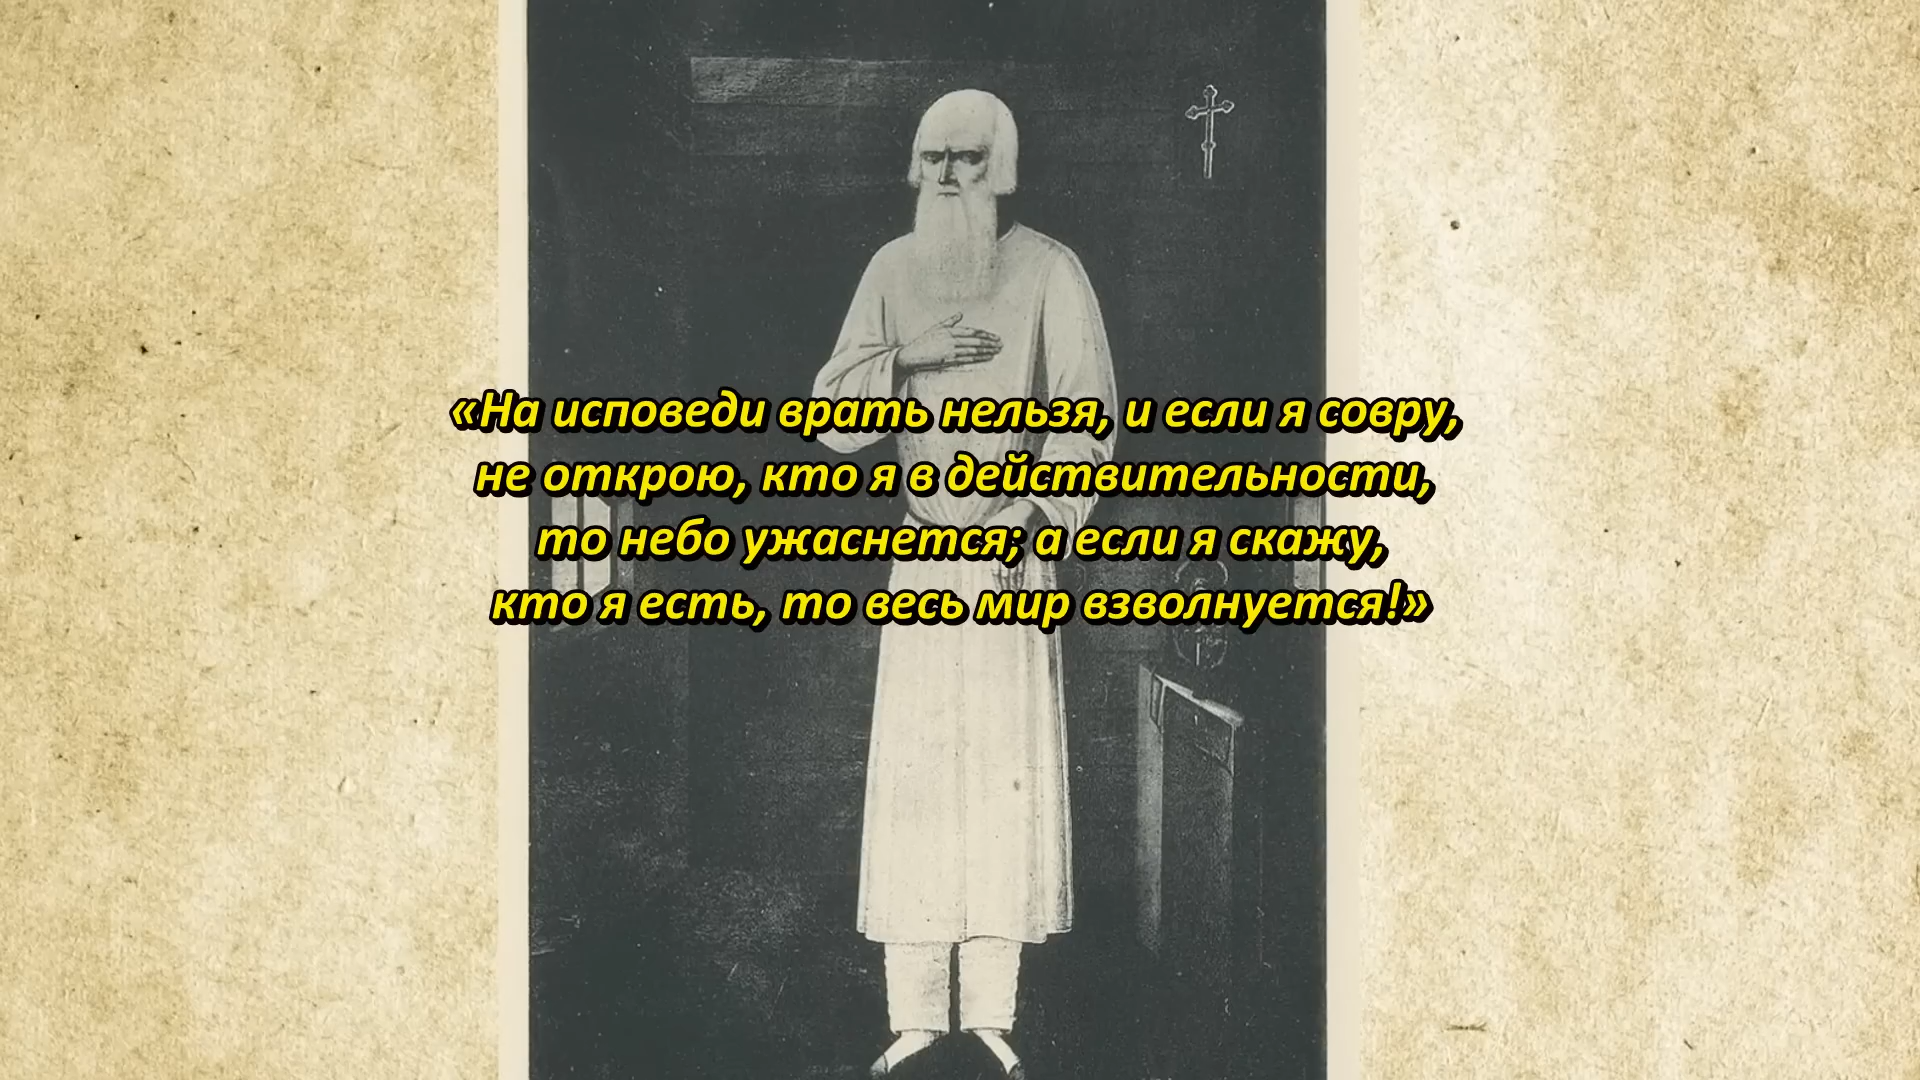 «На исповеди врать нельзя, и если я совру,
не открою, кто я в действительности,
то небо ужаснется; а если я скажу,
кто я есть, то весь мир взволнуется!»